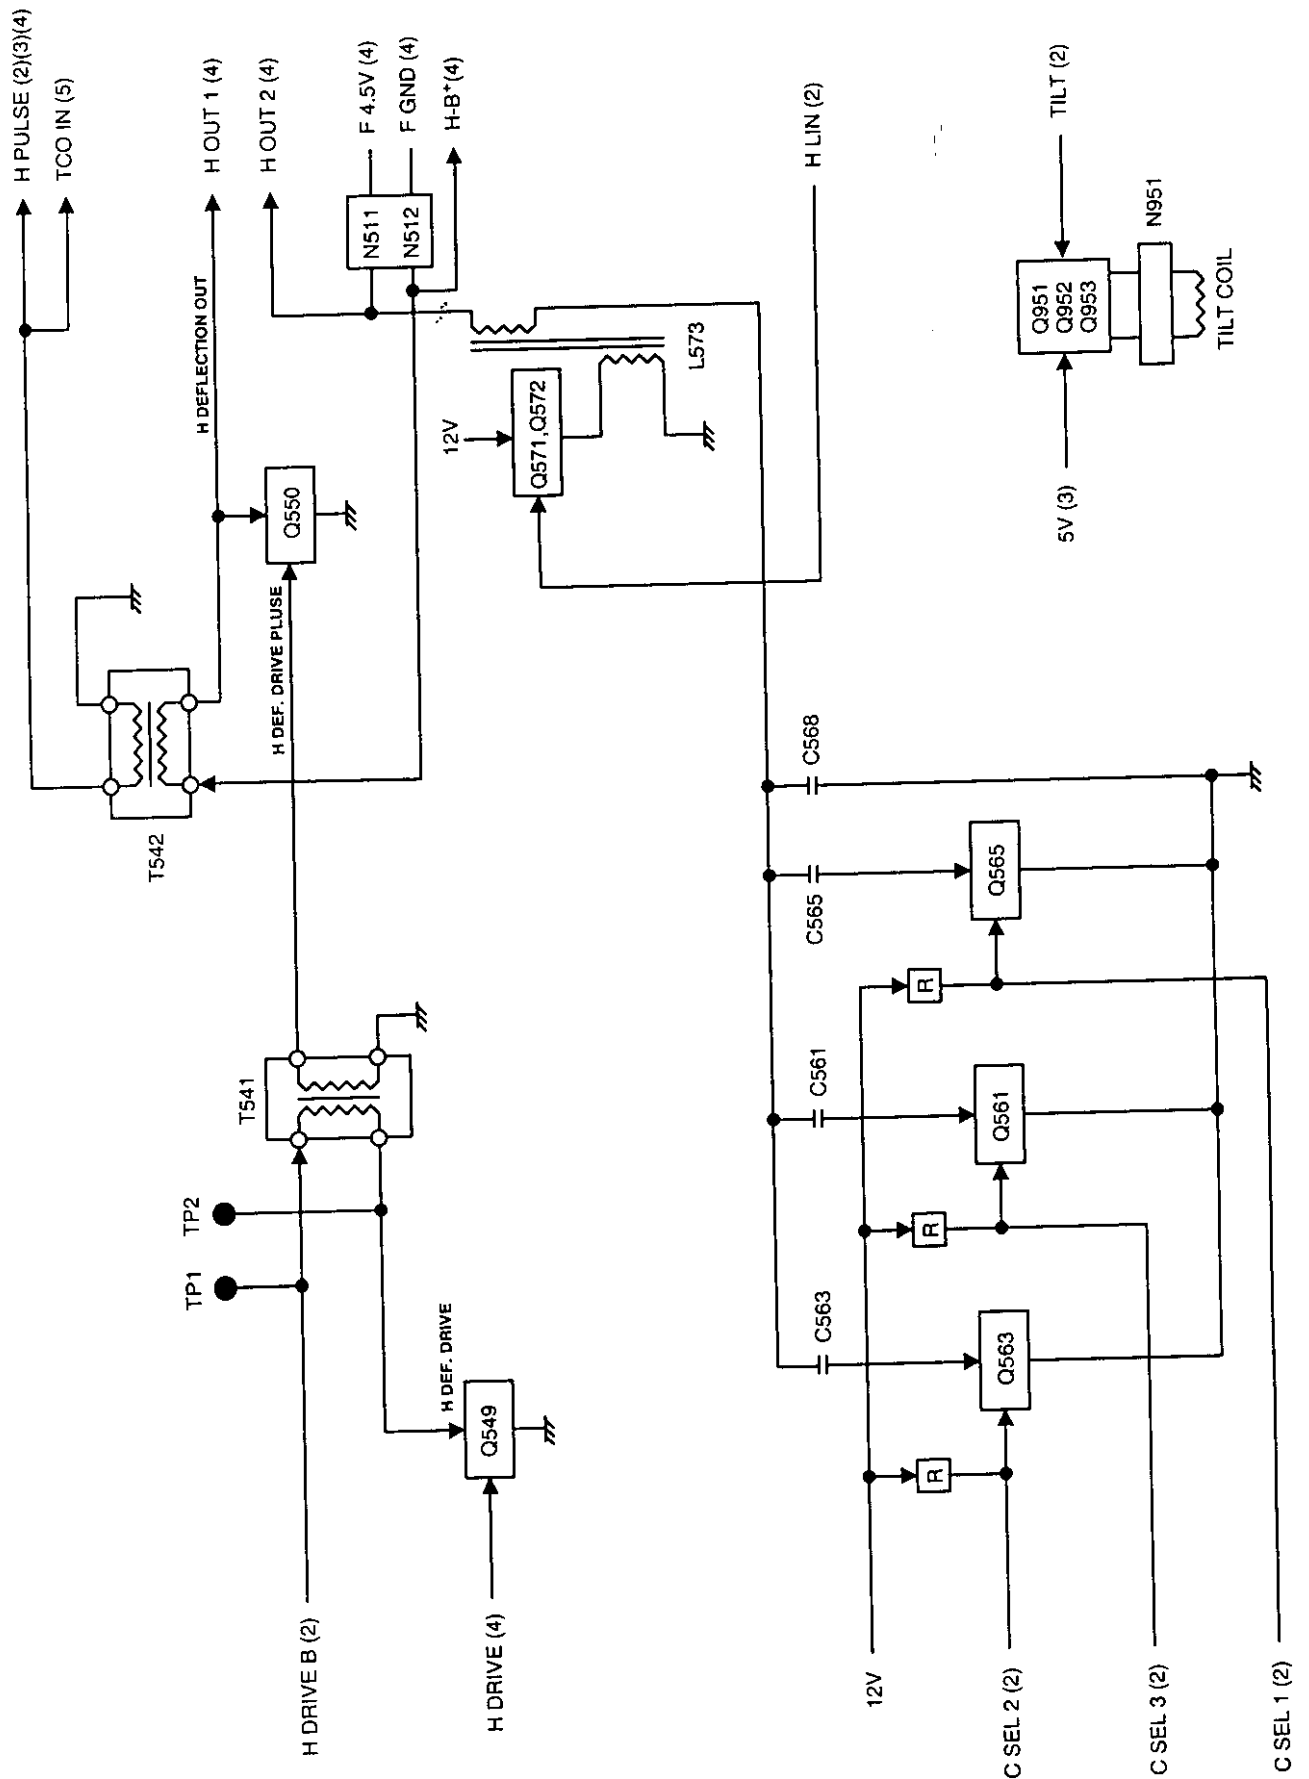 H PULSE (2)(3)(4)
TCO IN (5)
H OUT 1 (4)
H OUT 2 (4)
F 4.5V (4)
F GND (4)
H-B+(4)
H LIN (2)
TILT (2)
H DEFLECTION OUT
N511
N512
Q550
H DEF. DRIVE PLUSE
T542
12V
Q571,Q572
L573
Q951
Q952
Q953
N951
TILT COIL
5V (3)
T541
TP2
TP1
H DEF. DRIVE
Q549
H DRIVE B (2)
H DRIVE (4)
C568
C565
C561
C563
Q565
Q561
Q563
R
R
R
12V
C SEL 2 (2)
C SEL 3 (2)
C SEL 1 (2)